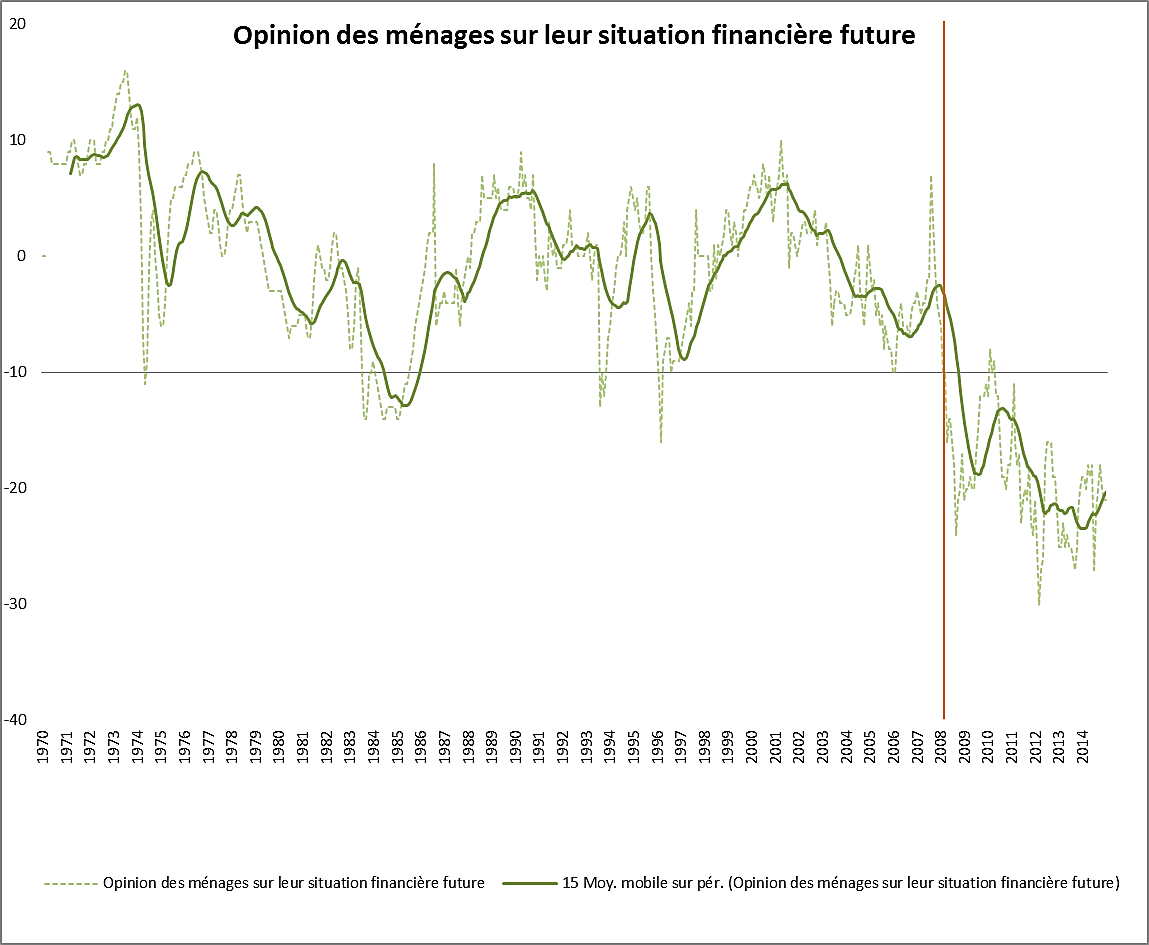 Opinion des ménages sur leur situation financière future
20
10
0
-10
-20
-30
-40
1970 1971 1972 1973 1974 1975 1976 1977 1978 1979 1980 1981 1982 1983 1984 1985 1986 1987 1988 1989 1990 1991 1992 1993 1994 1995 1996 1997 1998 1999 2000 2001 2002 2003 2004 2005 2006 2007 2008 2009 2010 2011 2012 2013 2014
Opinion des ménages sur leur situation financière future 15 Moy. mobile sur pér. (Opinion des ménages sur leur situation financière future)